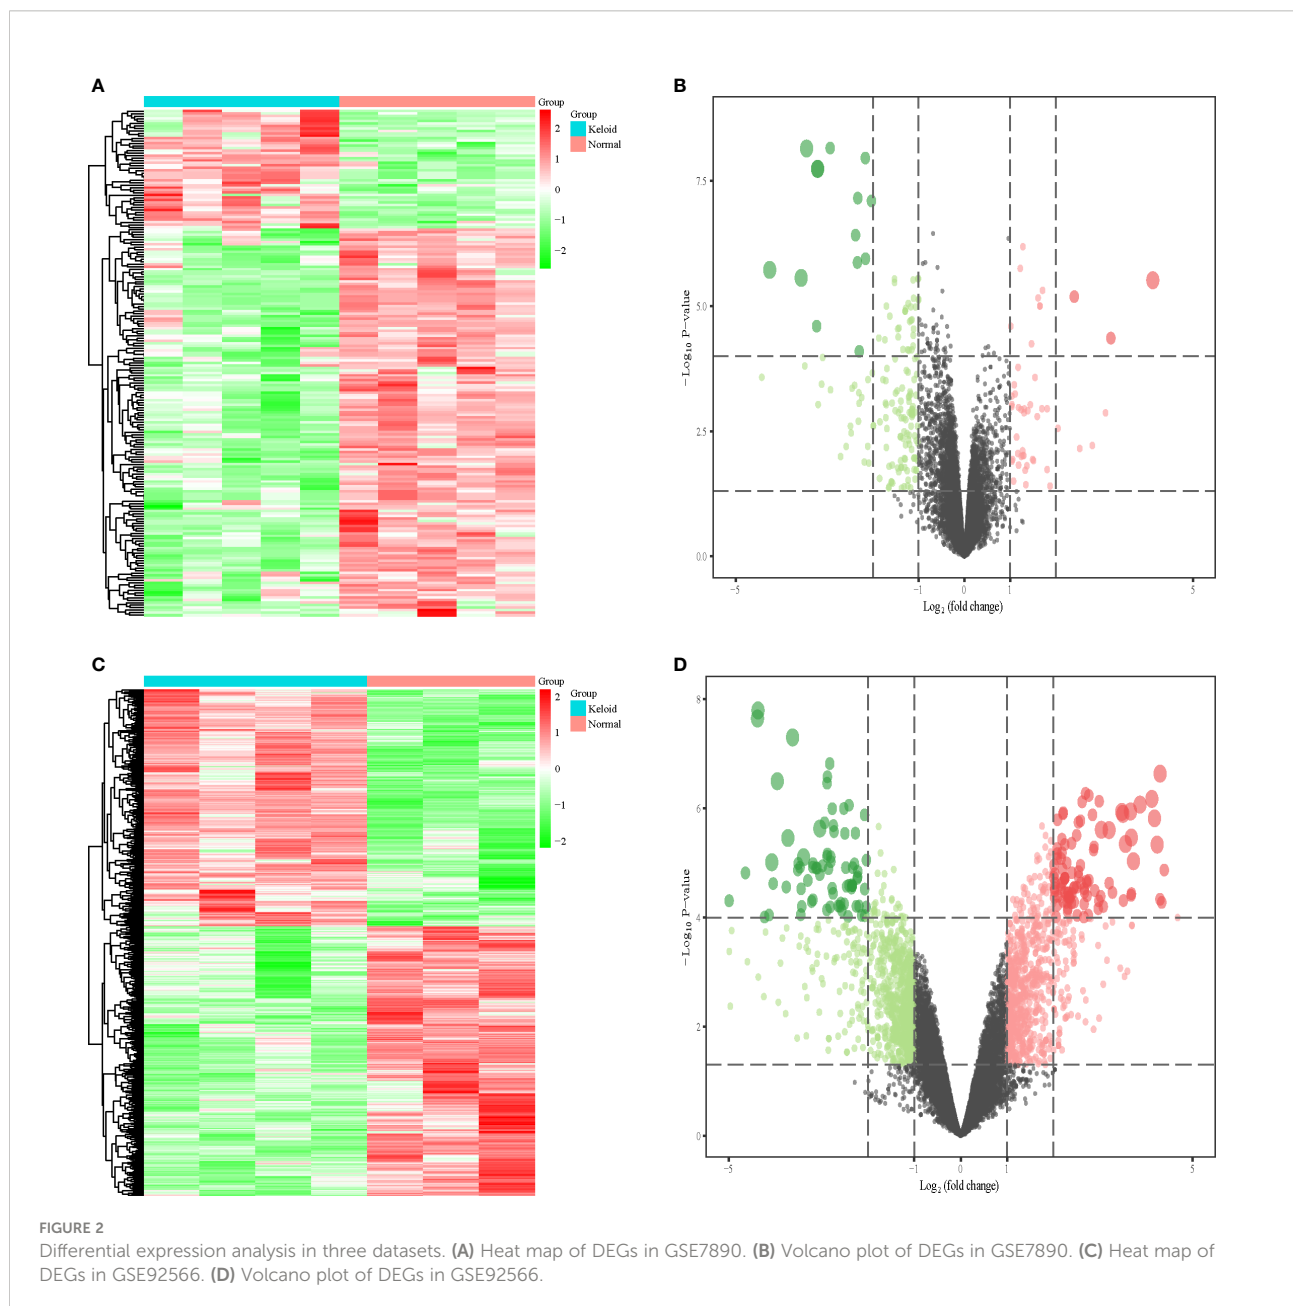 A
Group
2
1
0
−1
−2
Group
Keloid
Normal
B
−Log10 P−value
7.5
5.0
2.5
0.0
−5
−1
0
1
5
Log2 (fold change)
C
Group
2
1
0
−1
−2
Group
Keloid
Normal
D
−Log10 P−value
8
6
4
2
0
−5
−1
0
1
5
Log2 (fold change)
FIGURE 2
Differential expression analysis in three datasets. (A) Heat map of DEGs in GSE7890. (B) Volcano plot of DEGs in GSE7890. (C) Heat map of
DEGs in GSE92566. (D) Volcano plot of DEGs in GSE92566.